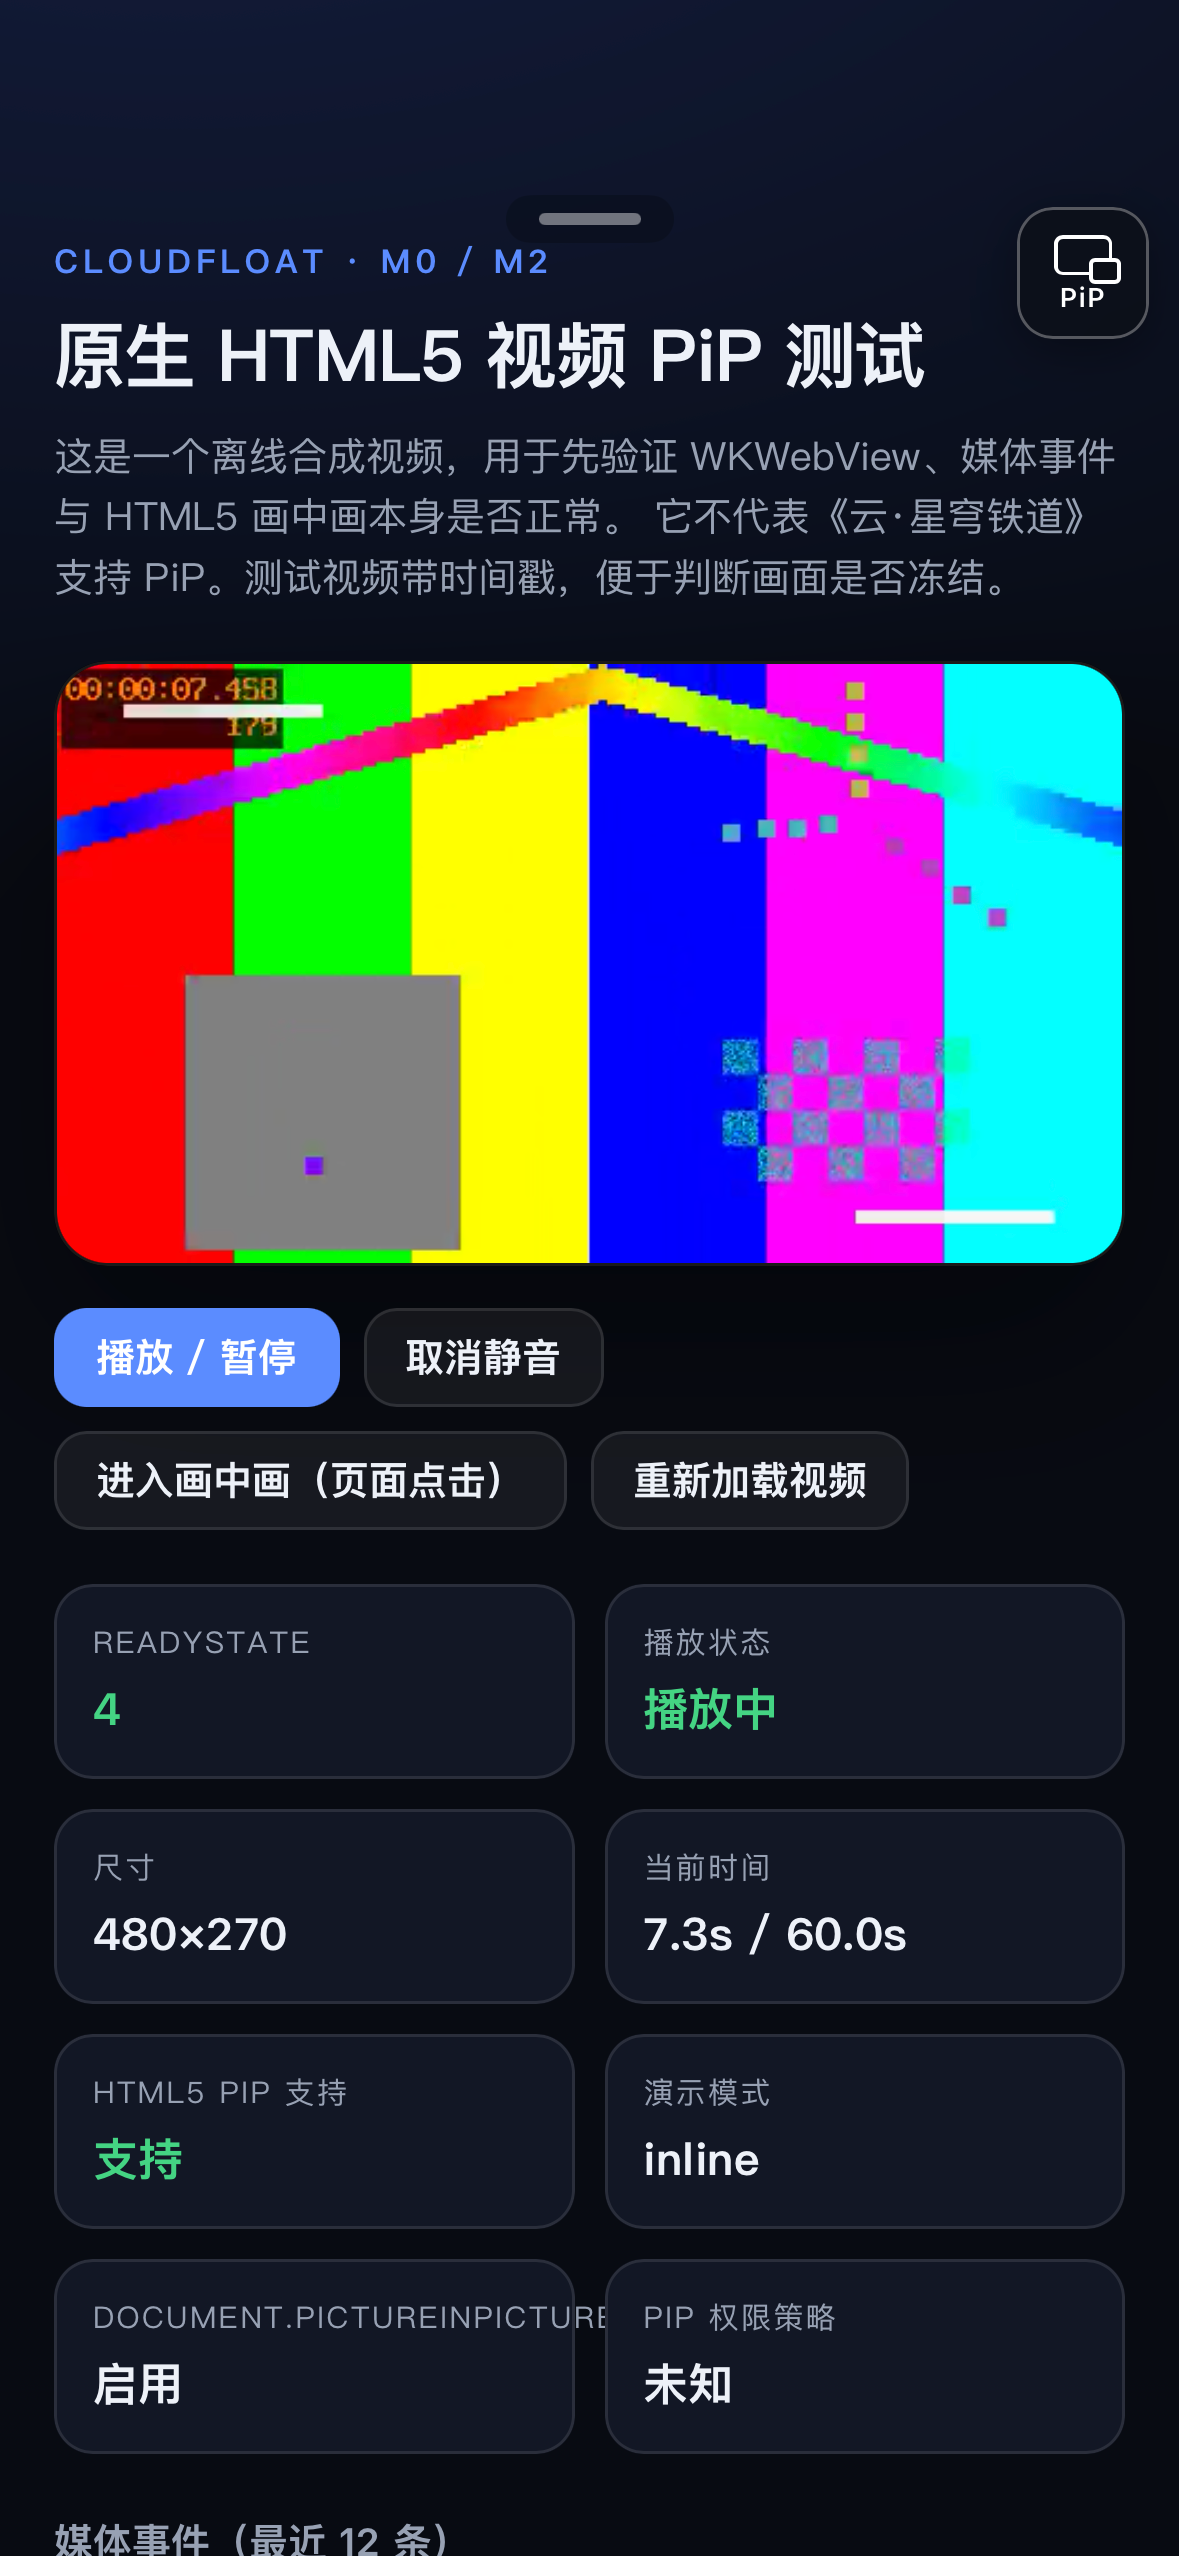 CLOUDFLOAT · M0 / M2
PiP
原生 HTML5 视频 PiP 测试
这是一个离线合成视频，用于先验证 WKWebView、媒体事件
与 HTML5 画中画本身是否正常。 它不代表《云·星穹铁道》
支持 PiP。测试视频带时间戳，便于判断画面是否冻结。
00:00:07.458
179
播放 / 暂停
取消静音
进入画中画（页面点击）
重新加载视频
READYSTATE
4
播放状态
播放中
尺寸
480×270
当前时间
7.3s / 60.0s
HTML5 PIP 支持
支持
演示模式
inline
DOCUMENT.PICTUREINPICTURE
启用
PIP 权限策略
未知
媒体事件（最近 12 条）